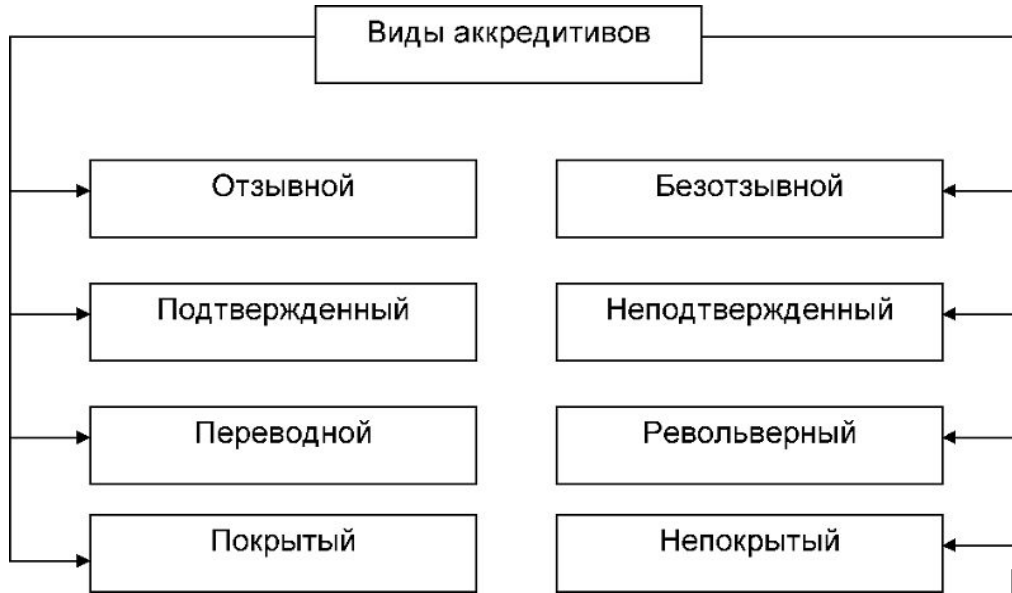 Виды аккредитивов
Отзывной
Безотзывной
Подтвержденный
Неподтвержденный
Переводной
Револьверный
Покрытый
Непокрытый